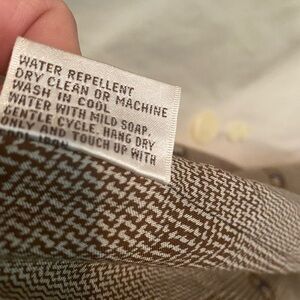 WATER REPELLENT
DRY CLEAN OR MACHINE
WASH IN COOL
WATER WITH MILD SOAP,
GENTLE CYCLE. HANG DRY
AND TOUCH UP WITH